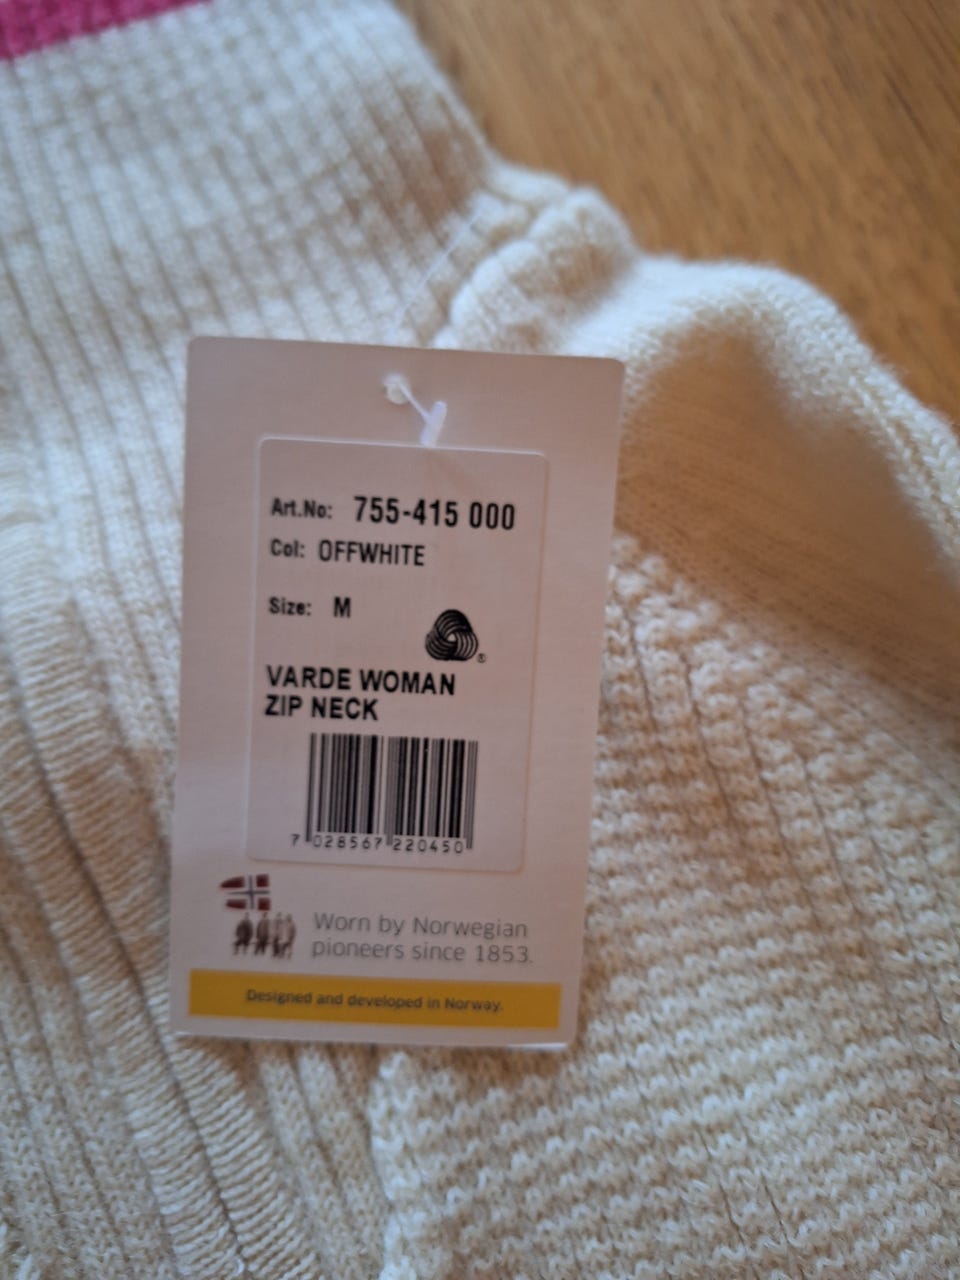 Art.No: 755-415 000
Col: OFFWHITE
Size: M
®
VARDE WOMAN
ZIP NECK
7 028567 220450
Worn by Norwegian
pioneers since 1853.
Designed and developed in Norway.